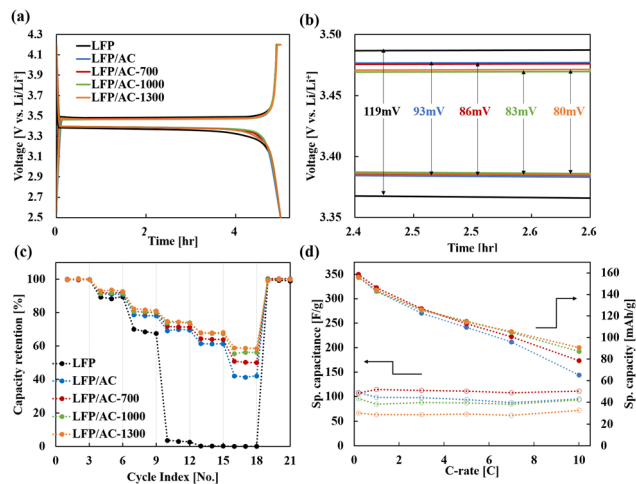 (a)
4.3
3.9
3.7
3.5
3.3
3.1
2.9
2.7
2.5
Voltage [V vs. Li/Li⁺]
LFP
LFP/AC
LFP/AC-700
LFP/AC-1000
LFP/AC-1300
0
2
4
Time [hr]
(b)
3.50
3.45
3.40
3.35
Voltage [V vs. Li/Li⁺]
119mV 93mV 86mV 83mV 80mV
2.4
2.4
2.5
2.5
2.6
2.6
Time [hr]
(c)
100
80
60
40
20
0
Capacity retention [%]
LFP
LFP/AC
LFP/AC-700
LFP/AC-1000
LFP/AC-1300
0 3 6 9 12 15 18 21
Cycle Index [No.]
(d)
350
300
250
200
150
100
50
0
Sp. capacitance [F/g]
160
140
120
100
80
60
40
20
0
Sp. capacity [mAh/g]
0 2 4 6 8 10
C-rate [C]